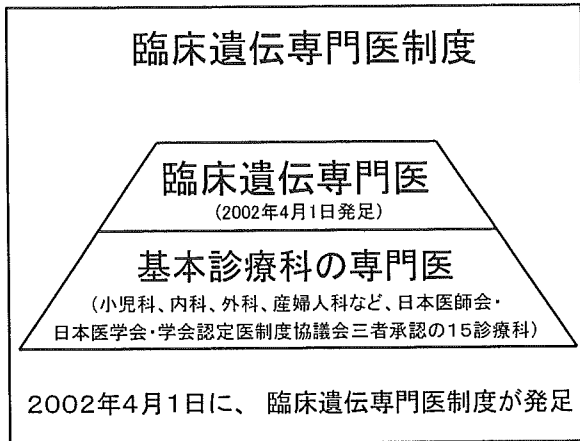 臨床遺伝専門医制度
臨床遺伝専門医
(2002年4月1日発足)
基本診療科の専門医
(小児科、内科、外科、産婦人科など、日本医師会・
日本医学会・学会認定医制度協議会三者承認の15診療科)
2002年4月1日に、 臨床遺伝専門医制度が発足